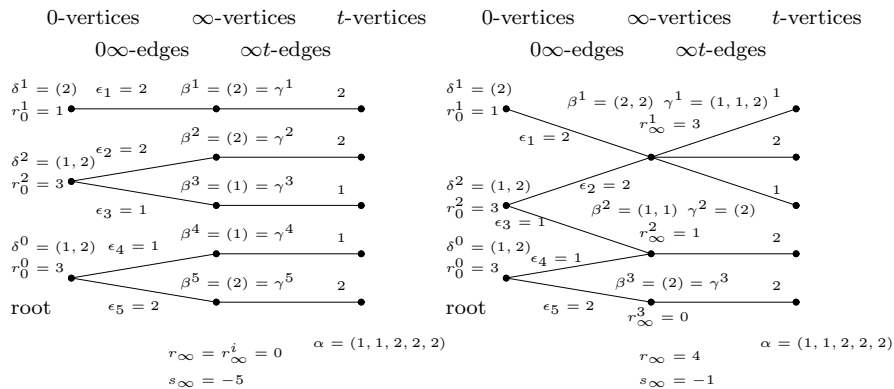 0-vertices ∞-vertices t-vertices 0-vertices ∞-vertices t-vertices
0∞-edges ∞t-edges 0∞-edges ∞t-edges
δ¹ = (2) ϵ₁ = 2 β¹ = (2) = γ¹ 2
r₀¹ = 1
δ² = (1, 2) ϵ₂ = 2 β² = (2) = γ² 2
r₀² = 3
ϵ₃ = 1 β³ = (1) = γ³ 1
δ⁰ = (1, 2) ϵ₄ = 1 β⁴ = (1) = γ⁴ 1
r₀⁰ = 3
ϵ₅ = 2 β⁵ = (2) = γ⁵ 2
root
r∞ = rⁱ∞ = 0 α = (1, 1, 2, 2, 2)
s∞ = −5
δ¹ = (2)
r₀¹ = 1
ϵ₁ = 2
β¹ = (2, 2) γ¹ = (1, 1, 2) 1
r¹∞ = 3
2
δ² = (1, 2) ϵ₂ = 2 1
r₀² = 3
ϵ₃ = 1 β² = (1, 1) γ² = (2)
r²∞ = 1
2
δ⁰ = (1, 2) ϵ₄ = 1
r₀⁰ = 3
ϵ₅ = 2 β³ = (2) = γ³ 2
r³∞ = 0
root
r∞ = 4 α = (1, 1, 2, 2, 2)
s∞ = −1